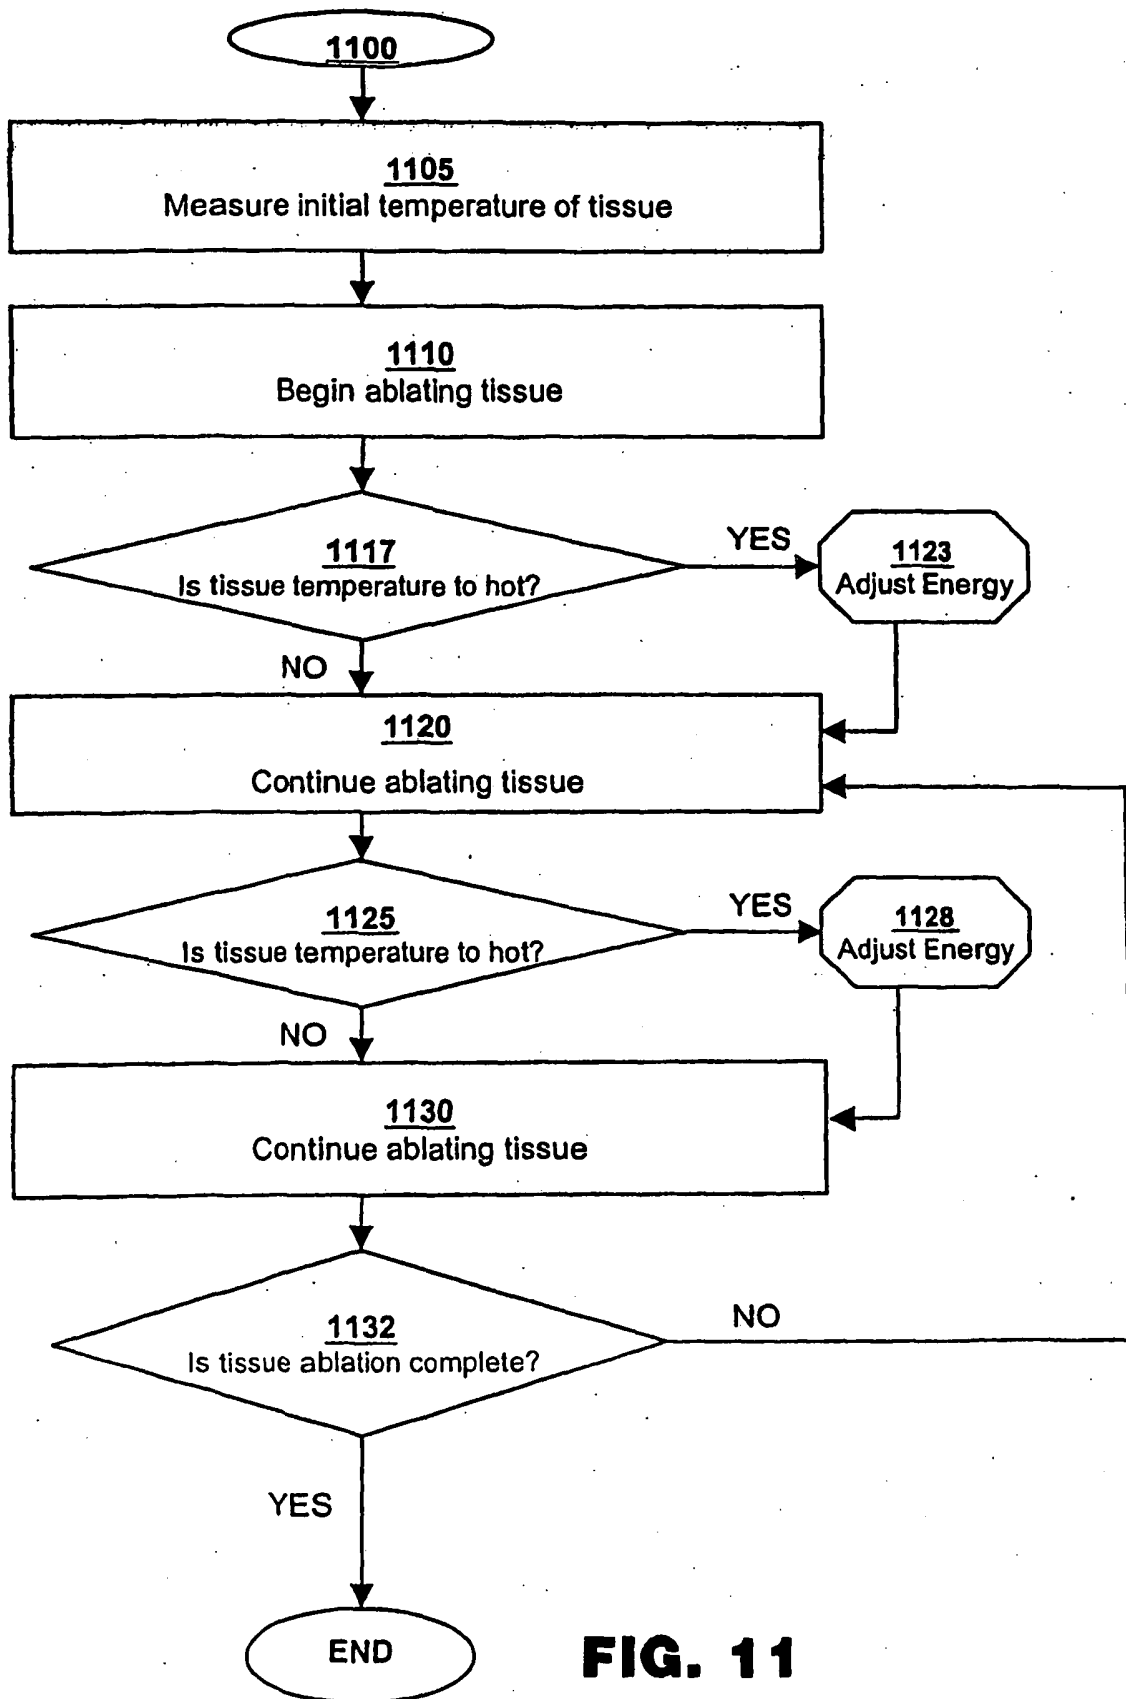 1100
1105
Measure initial temperature of tissue
1110
Begin ablating tissue
1117
Is tissue temperature to hot?
YES
1123
Adjust Energy
NO
1120
Continue ablating tissue
1125
Is tissue temperature to hot?
YES
1128
Adjust Energy
NO
1130
Continue ablating tissue
1132
Is tissue ablation complete?
NO
YES
END
FIG. 11